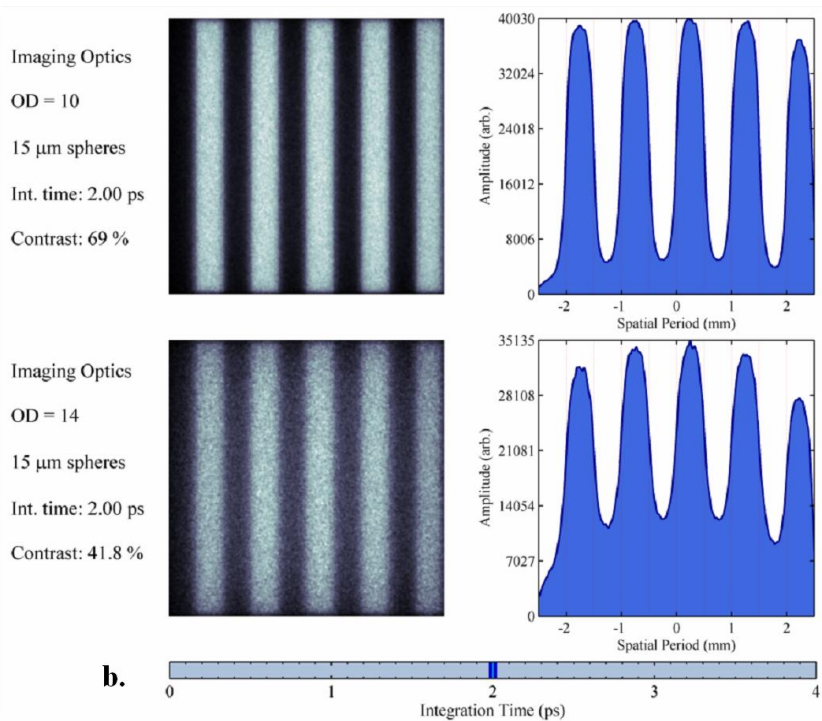 Imaging Optics
OD = 10
15 μm spheres
Int. time: 2.00 ps
Contrast: 69 %
40030
32024
24018
16012
8006
0
Amplitude (arb.)
-2 -1 0 1 2
Spatial Period (mm)
Imaging Optics
OD = 14
15 μm spheres
Int. time: 2.00 ps
Contrast: 41.8 %
35135
28108
21081
14054
7027
0
Amplitude (arb.)
-2 -1 0 1 2
Spatial Period (mm)
b.
0 1 2 3 4
Integration Time (ps)